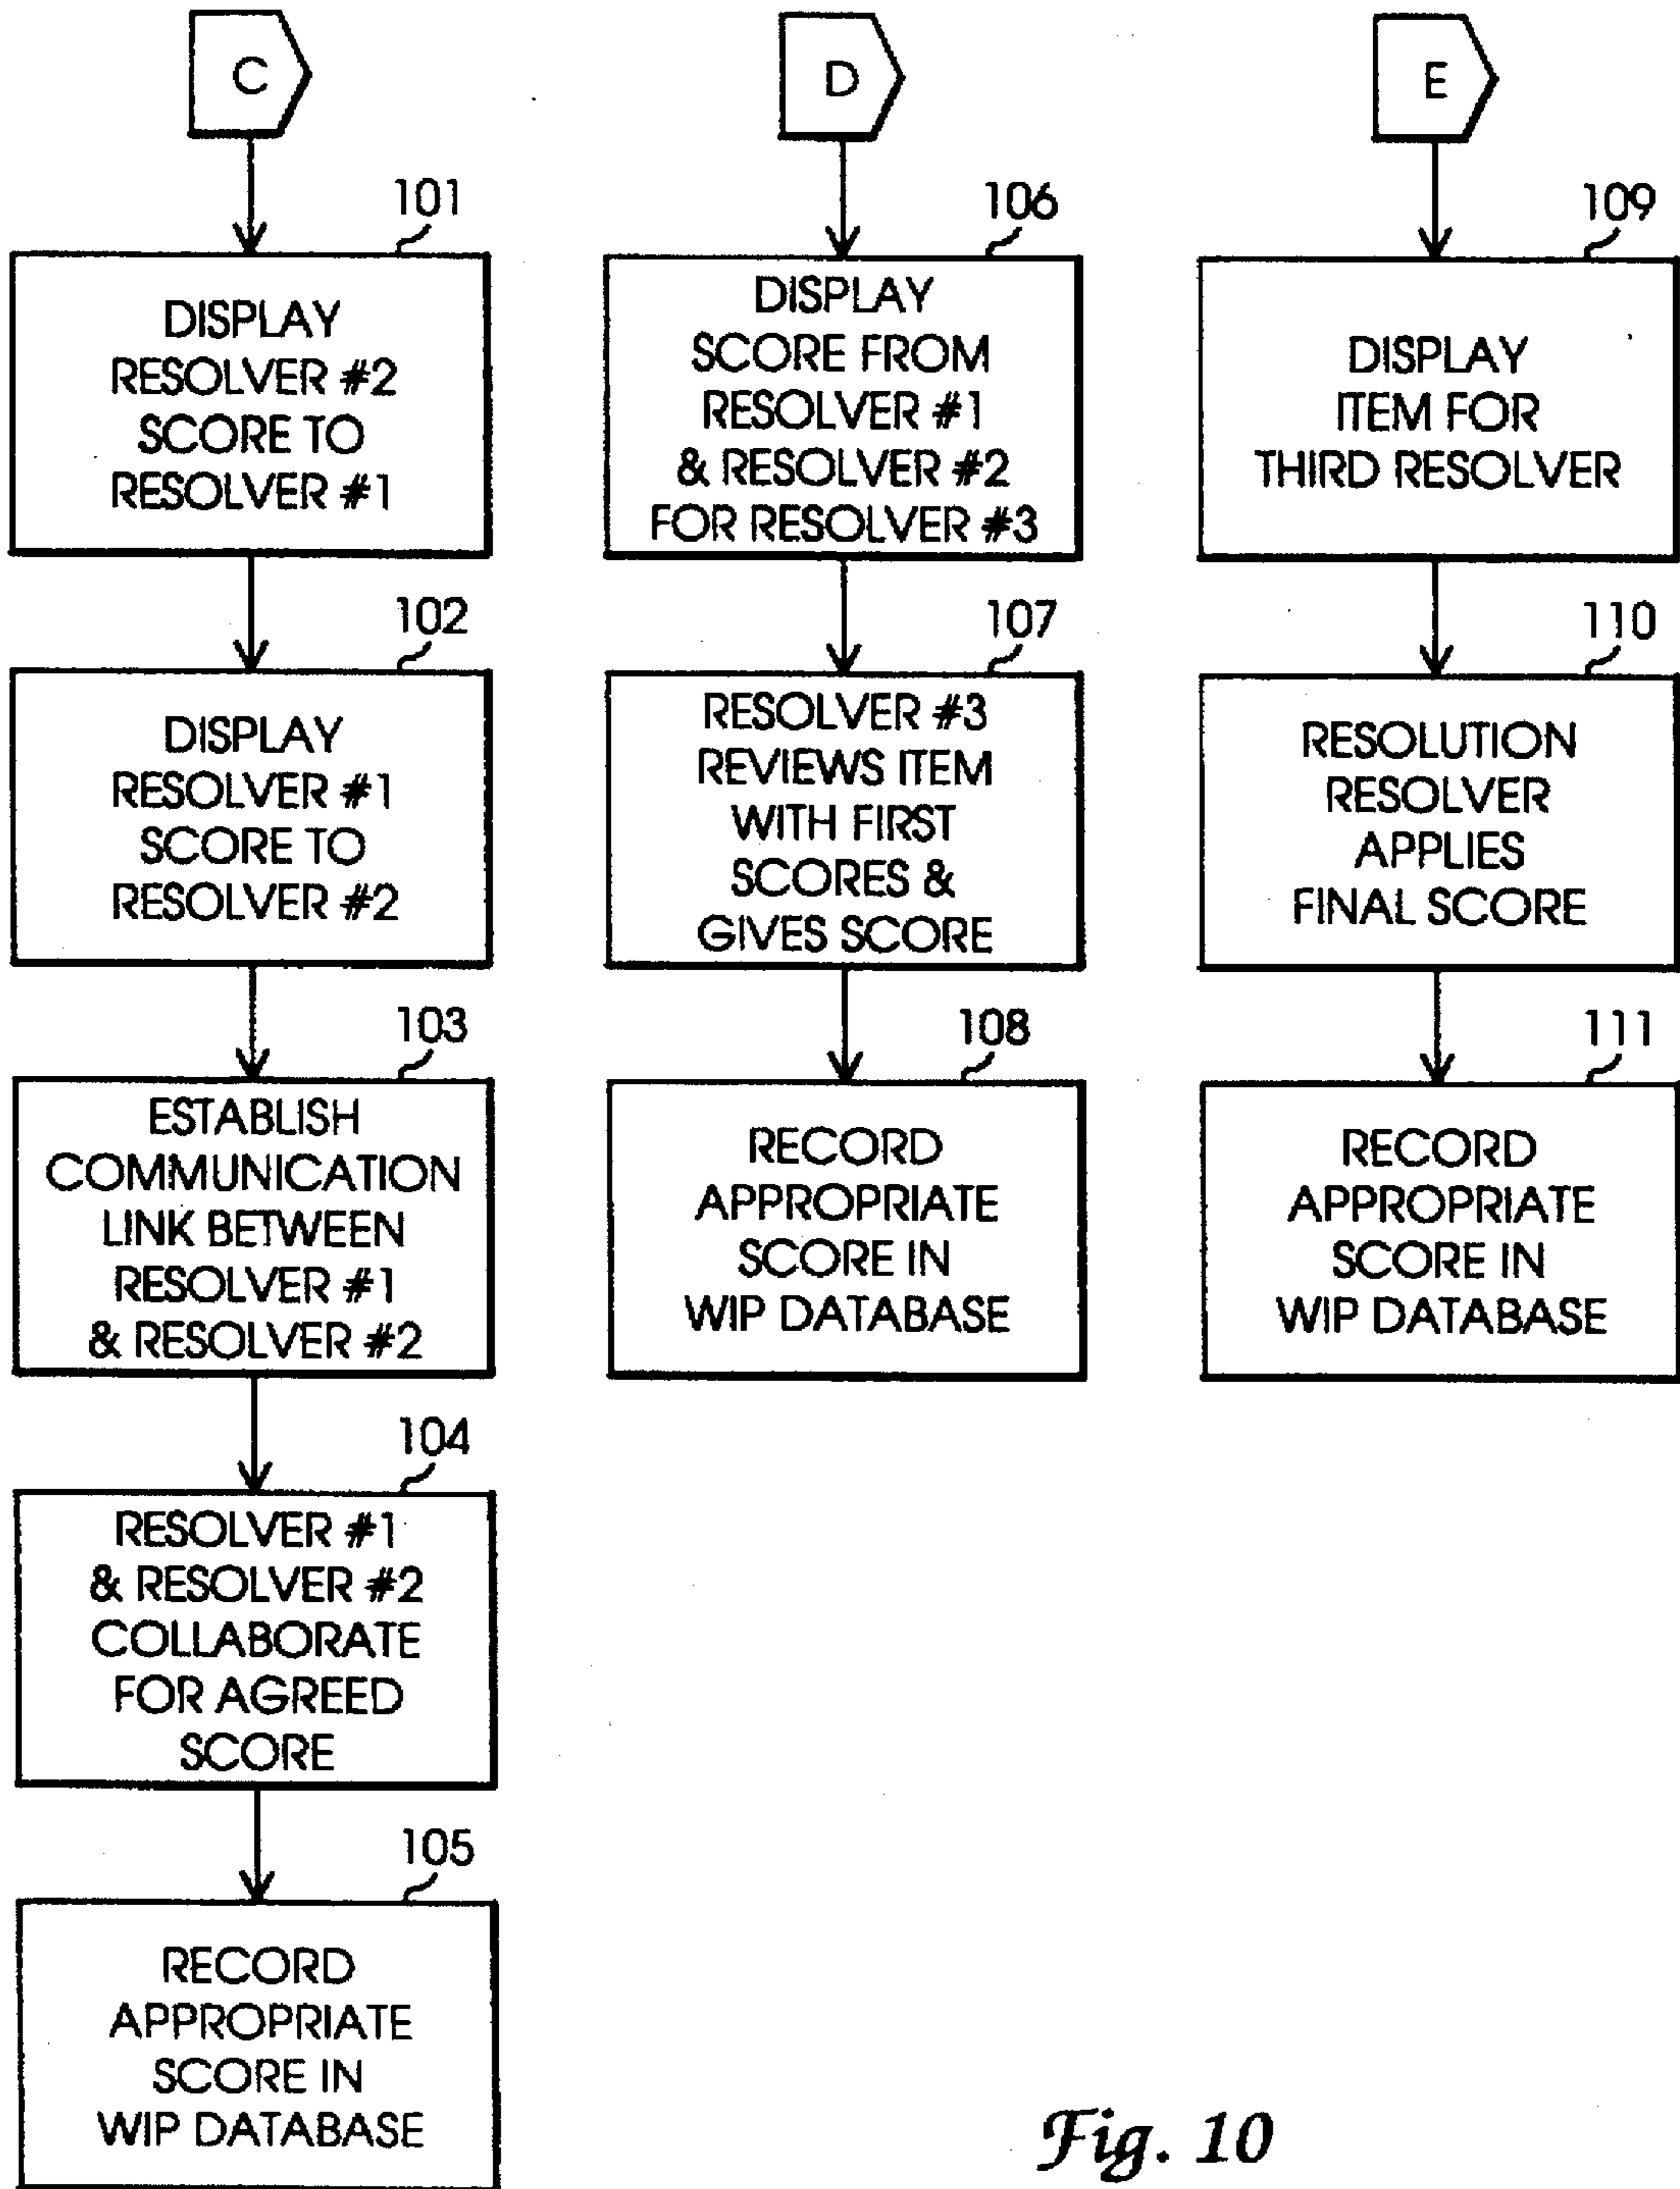 C
101
DISPLAY
RESOLVER #2
SCORE TO
RESOLVER #1
102
DISPLAY
RESOLVER #1
SCORE TO
RESOLVER #2
103
ESTABLISH
COMMUNICATION
LINK BETWEEN
RESOLVER #1
& RESOLVER #2
104
RESOLVER #1
& RESOLVER #2
COLLABORATE
FOR AGREED
SCORE
105
RECORD
APPROPRIATE
SCORE IN
WIP DATABASE
D
106
DISPLAY
SCORE FROM
RESOLVER #1
& RESOLVER #2
FOR RESOLVER #3
107
RESOLVER #3
REVIEWS ITEM
WITH FIRST
SCORES &
GIVES SCORE
108
RECORD
APPROPRIATE
SCORE IN
WIP DATABASE
E
109
DISPLAY
ITEM FOR
THIRD RESOLVER
110
RESOLUTION
RESOLVER
APPLIES
FINAL SCORE
111
RECORD
APPROPRIATE
SCORE IN
WIP DATABASE
Fig. 10